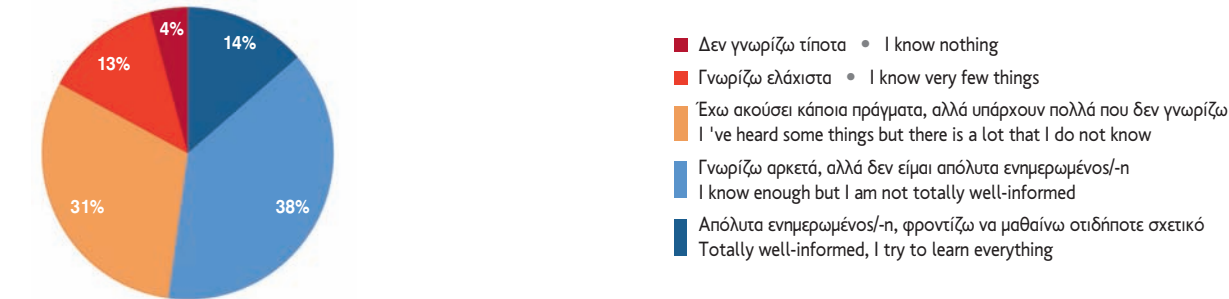 4%
14%
13%
31%
38%
Δεν γνωρίζω τίποτα • I know nothing
Γνωρίζω ελάχιστα • I know very few things
Έχω ακούσει κάποια πράγματα, αλλά υπάρχουν πολλά που δεν γνωρίζω
I 've heard some things but there is a lot that I do not know
Γνωρίζω αρκετά, αλλά δεν είμαι απόλυτα ενημερωμένος/-η
I know enough but I am not totally well-informed
Απόλυτα ενημερωμένος/-η, φροντίζω να μαθαίνω οτιδήποτε σχετικό
Totally well-informed, I try to learn everything